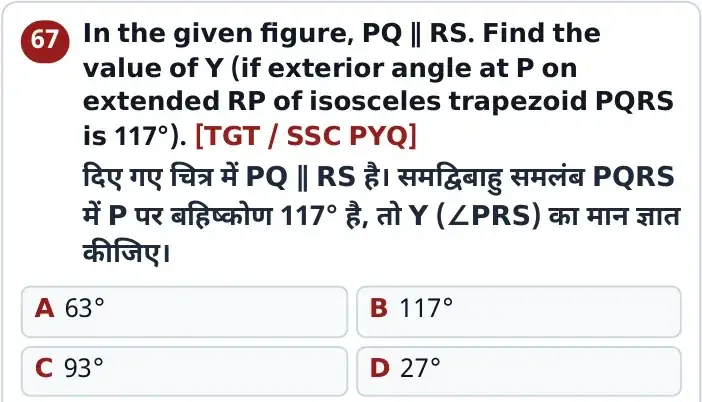 67 In the given figure, PQ ∥ RS. Find the
value of Y (if exterior angle at P on
extended RP of isosceles trapezoid PQRS
is 117°). [TGT / SSC PYQ]
दिए गए चित्र में PQ ∥ RS है। समद्विबाहु समलंब PQRS
में P पर बहिष्कोण 117° है, तो Y (∠PRS) का मान ज्ञात
कीजिए।
A 63° B 117°
C 93° D 27°